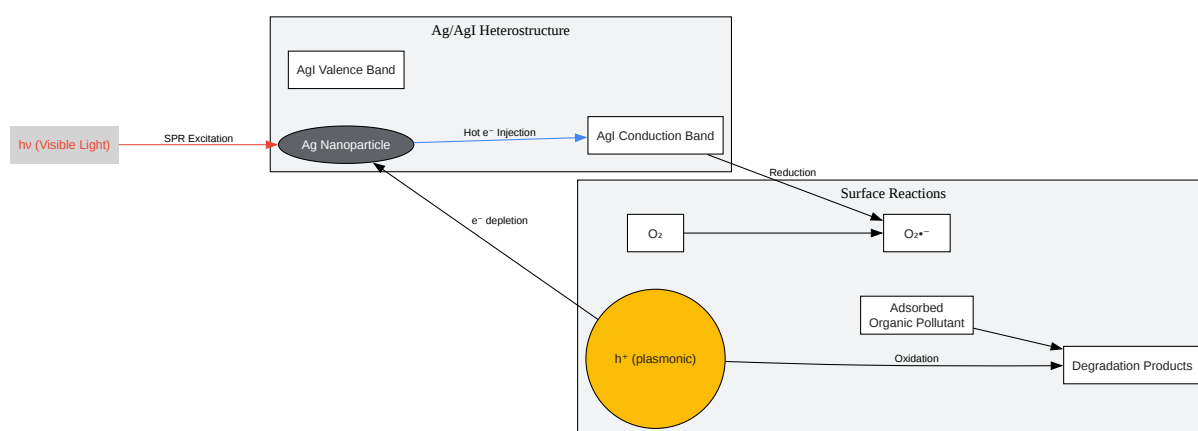 Ag/AgI Heterostructure
AgI Valence Band
hν (Visible Light)
SPR Excitation
Ag Nanoparticle
Hot e⁻ Injection
AgI Conduction Band
Reduction
Surface Reactions
e⁻ depletion
O₂
O₂•⁻
Adsorbed
Organic Pollutant
h⁺ (plasmonic)
Oxidation
Degradation Products